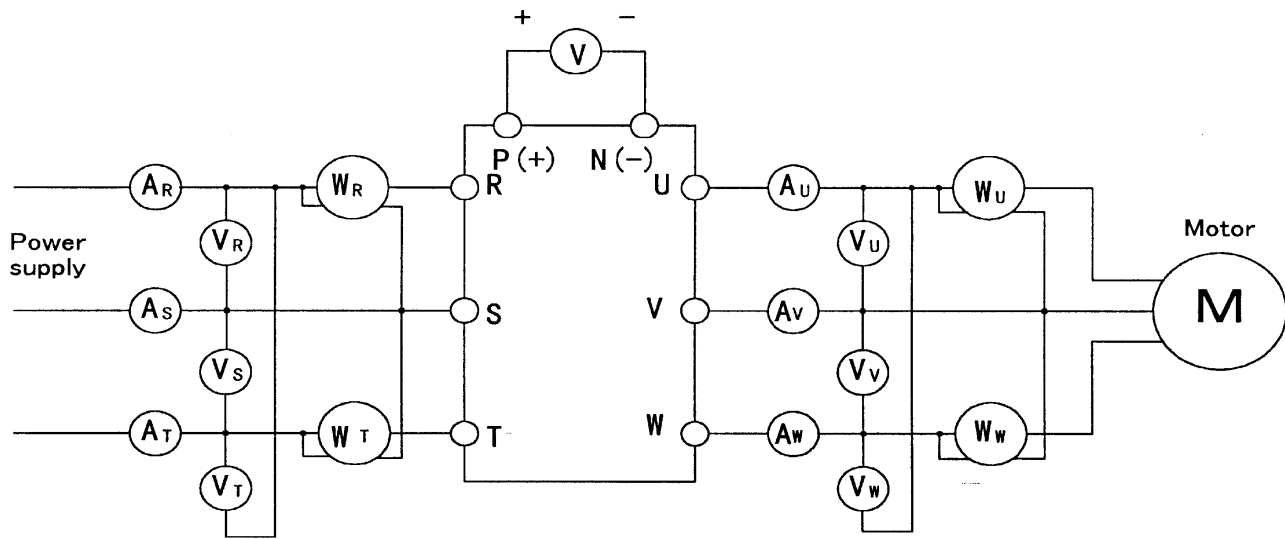 + −
V
P(+) N(−)
AR WR R U AU WU
Power
supply
VR VU
Motor
AS S V AV M
VS VV
AT WT T W AW WW
VT VW